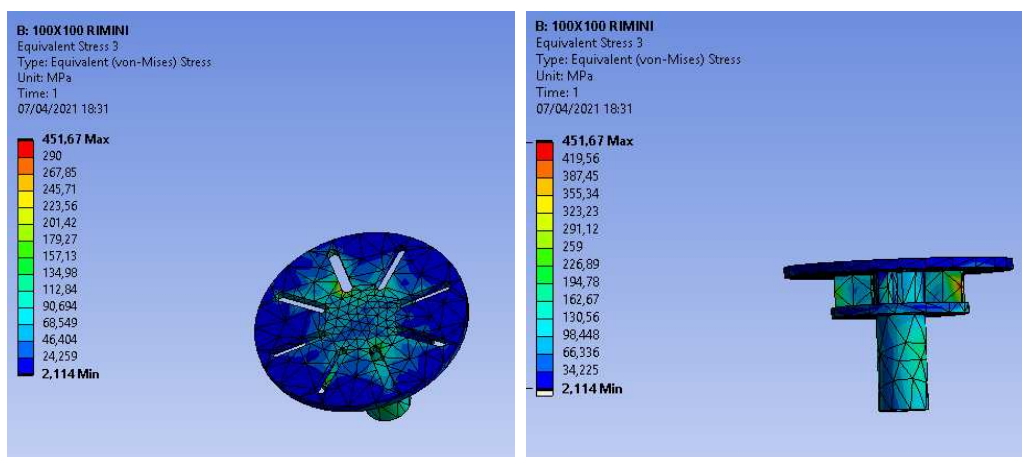 B: 100X100 RIMINI
Equivalent Stress 3
Type: Equivalent (von-Mises) Stress
Unit: MPa
Time: 1
07/04/2021 18:31
451,67 Max
290
267,85
245,71
223,56
201,42
179,27
157,13
134,98
112,84
90,694
68,549
46,404
24,259
2,114 Min
B: 100X100 RIMINI
Equivalent Stress 3
Type: Equivalent (von-Mises) Stress
Unit: MPa
Time: 1
07/04/2021 18:31
451,67 Max
419,56
387,45
355,34
323,23
291,12
259
226,89
194,78
162,67
130,56
98,448
66,336
34,225
2,114 Min